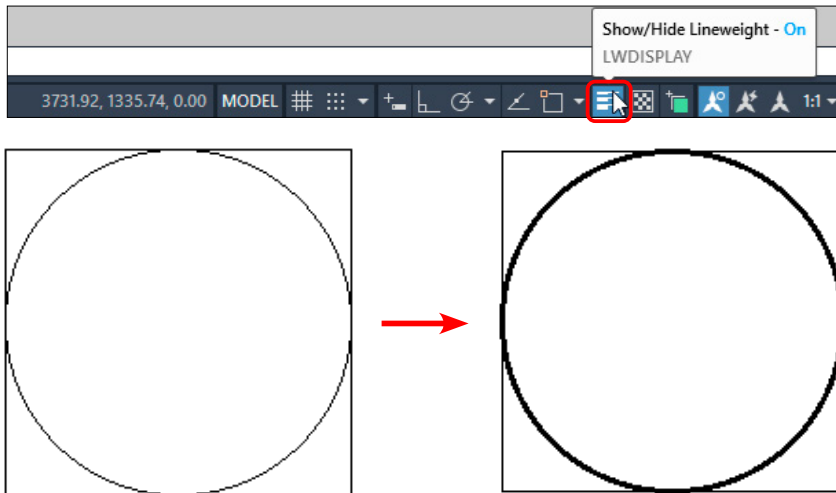 Show/Hide Lineweight - On
LWDISPLAY
3731.92, 1335.74, 0.00 MODEL 1:1